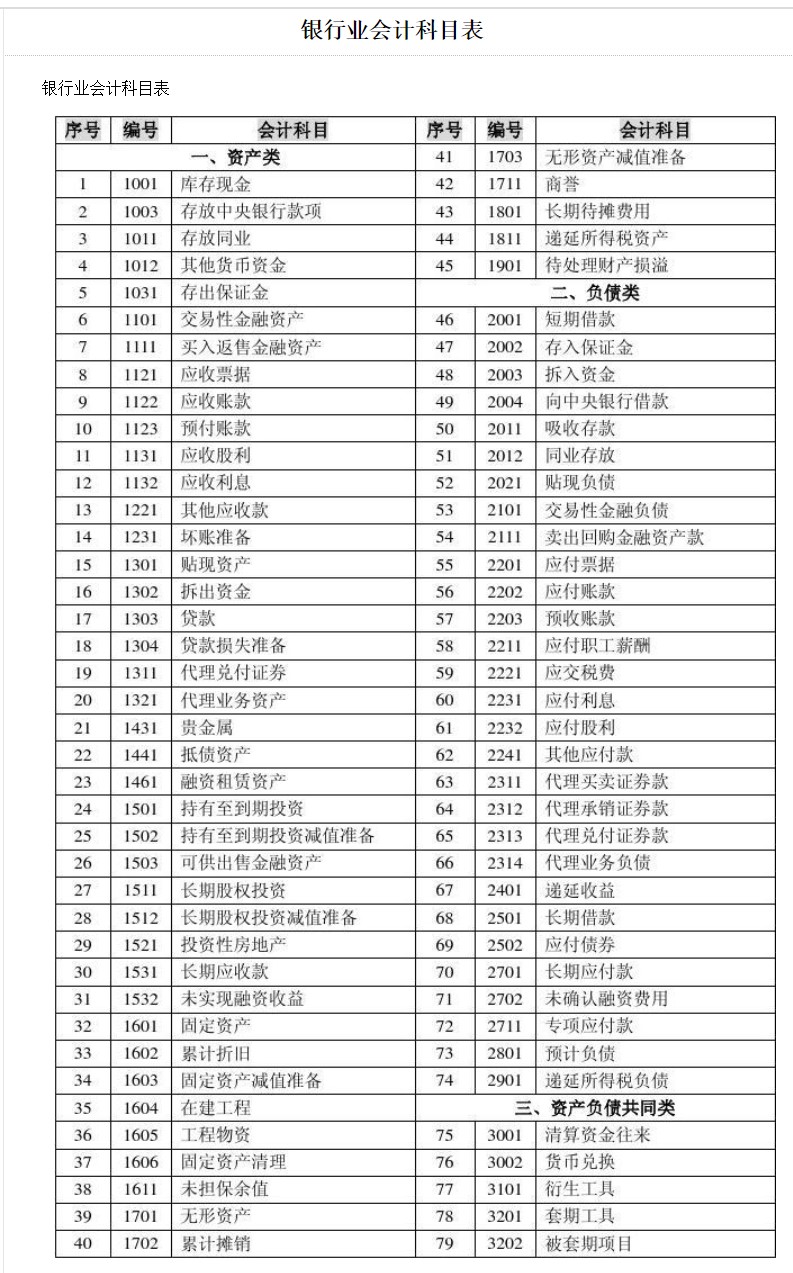 银行业会计科目表
银行业会计科目表
序号 编号 会计科目 序号 编号 会计科目
一、资产类 41 1703 无形资产减值准备
1 1001 库存现金 42 1711 商誉
2 1003 存放中央银行款项 43 1801 长期待摊费用
3 1011 存放同业 44 1811 递延所得税资产
4 1012 其他货币资金 45 1901 待处理财产损溢
5 1031 存出保证金 二、负债类
6 1101 交易性金融资产 46 2001 短期借款
7 1111 买入返售金融资产 47 2002 存入保证金
8 1121 应收票据 48 2003 拆入资金
9 1122 应收账款 49 2004 向中央银行借款
10 1123 预付账款 50 2011 吸收存款
11 1131 应收股利 51 2012 同业存放
12 1132 应收利息 52 2021 贴现负债
13 1221 其他应收款 53 2101 交易性金融负债
14 1231 坏账准备 54 2111 卖出回购金融资产款
15 1301 贴现资产 55 2201 应付票据
16 1302 拆出资金 56 2202 应付账款
17 1303 贷款 57 2203 预收账款
18 1304 贷款损失准备 58 2211 应付职工薪酬
19 1311 代理兑付证券 59 2221 应交税费
20 1321 代理业务资产 60 2231 应付利息
21 1431 贵金属 61 2232 应付股利
22 1441 抵债资产 62 2241 其他应付款
23 1461 融资租赁资产 63 2311 代理买卖证券款
24 1501 持有至到期投资 64 2312 代理承销证券款
25 1502 持有至到期投资减值准备 65 2313 代理兑付证券款
26 1503 可供出售金融资产 66 2314 代理业务负债
27 1511 长期股权投资 67 2401 递延收益
28 1512 长期股权投资减值准备 68 2501 长期借款
29 1521 投资性房地产 69 2502 应付债券
30 1531 长期应收款 70 2701 长期应付款
31 1532 未实现融资收益 71 2702 未确认融资费用
32 1601 固定资产 72 2711 专项应付款
33 1602 累计折旧 73 2801 预计负债
34 1603 固定资产减值准备 74 2901 递延所得税负债
35 1604 在建工程 三、资产负债共同类
36 1605 工程物资 75 3001 清算资金往来
37 1606 固定资产清理 76 3002 货币兑换
38 1611 未担保余值 77 3101 衍生工具
39 1701 无形资产 78 3201 套期工具
40 1702 累计摊销 79 3202 被套期项目